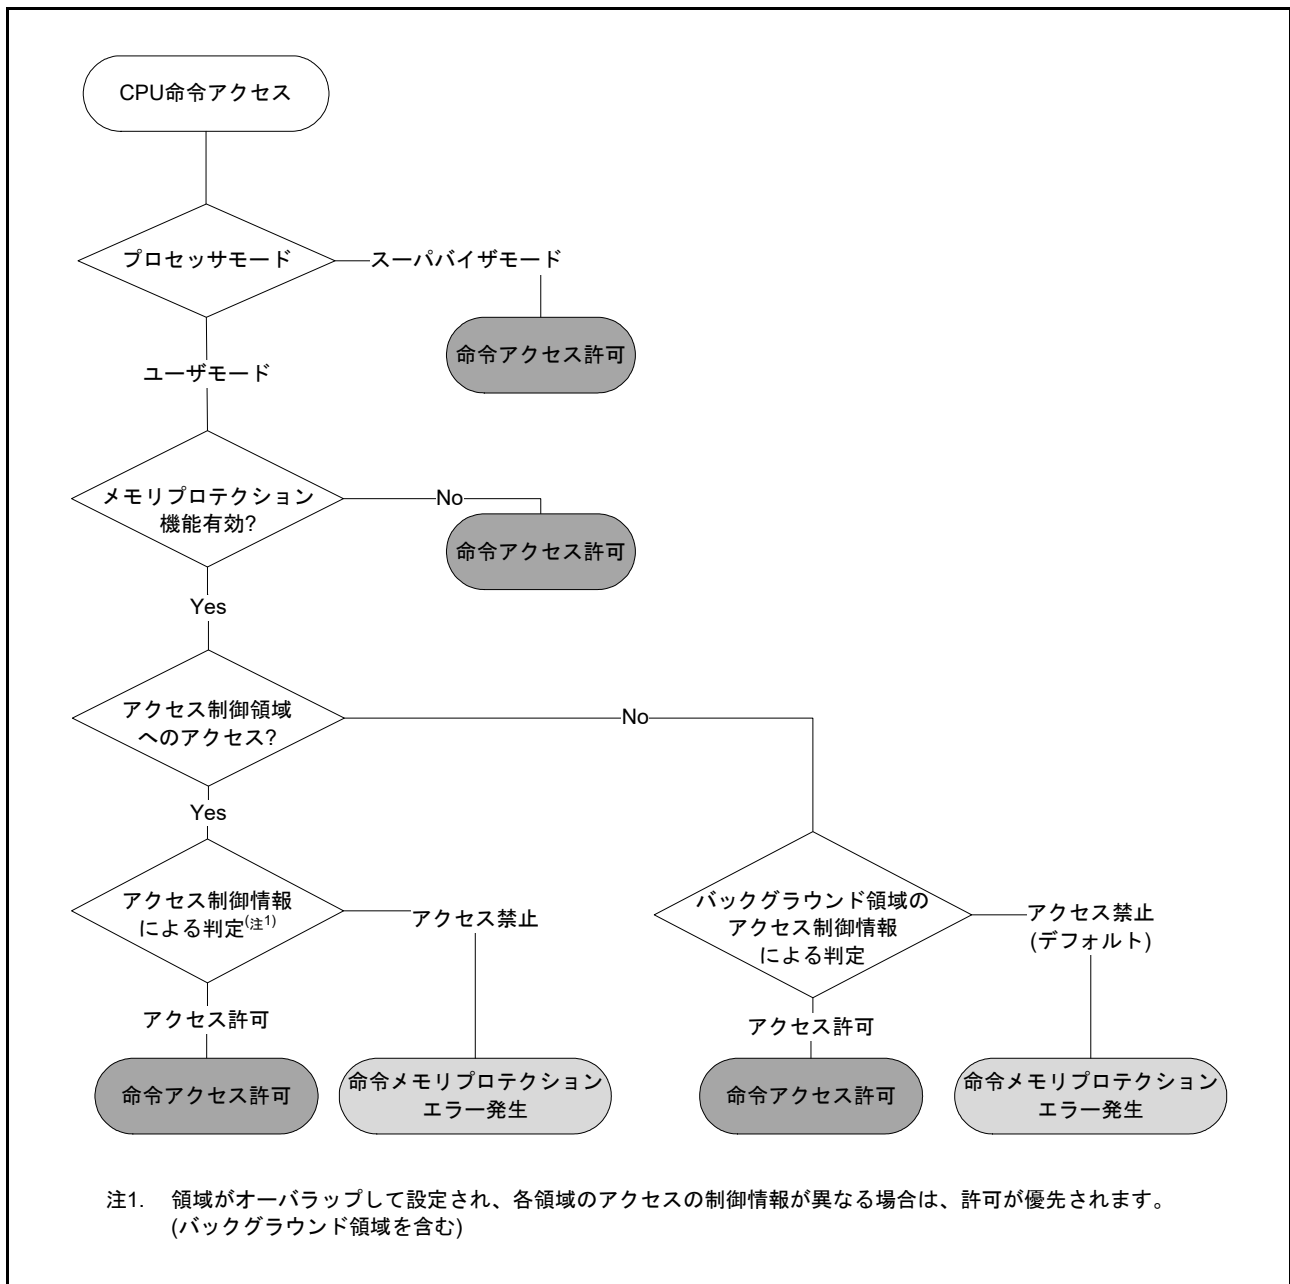 CPU命令アクセス
プロセッサモード
スーパバイザモード
命令アクセス許可
ユーザモード
メモリプロテクション
機能有効?
No
命令アクセス許可
Yes
アクセス制御領域
へのアクセス?
No
Yes
アクセス制御情報
による判定(注1)
アクセス禁止
バックグラウンド領域の
アクセス制御情報
による判定
アクセス禁止
(デフォルト)
アクセス許可
アクセス許可
命令アクセス許可
命令メモリプロテクション
エラー発生
命令アクセス許可
命令メモリプロテクション
エラー発生
注1. 領域がオーバラップして設定され、各領域のアクセスの制御情報が異なる場合は、許可が優先されます。
(バックグラウンド領域を含む)